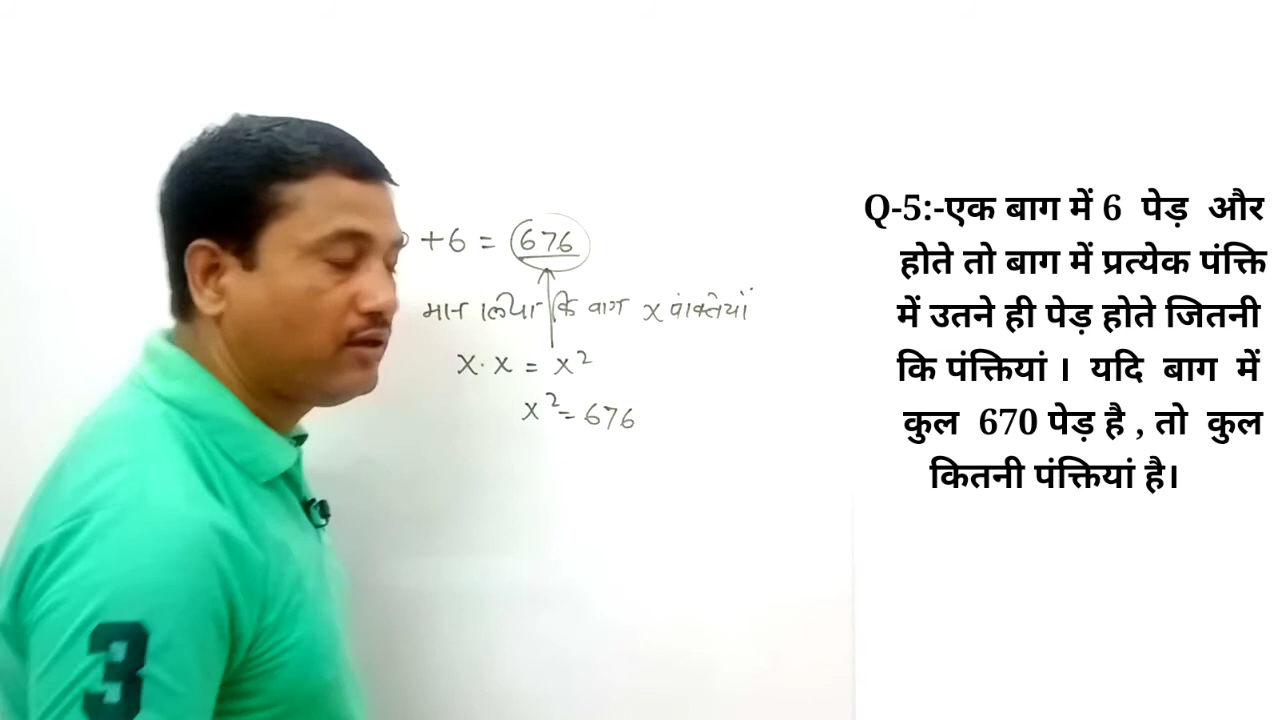 +6 = 676
मान लिया कि बाग x पंक्तियाँ
x·x = x²
x² = 676
Q-5:-एक बाग में 6 पेड़ और
होते तो बाग में प्रत्येक पंक्ति
में उतने ही पेड़ होते जितनी
कि पंक्तियां । यदि बाग में
कुल 670 पेड़ है , तो कुल
कितनी पंक्तियां है।
3